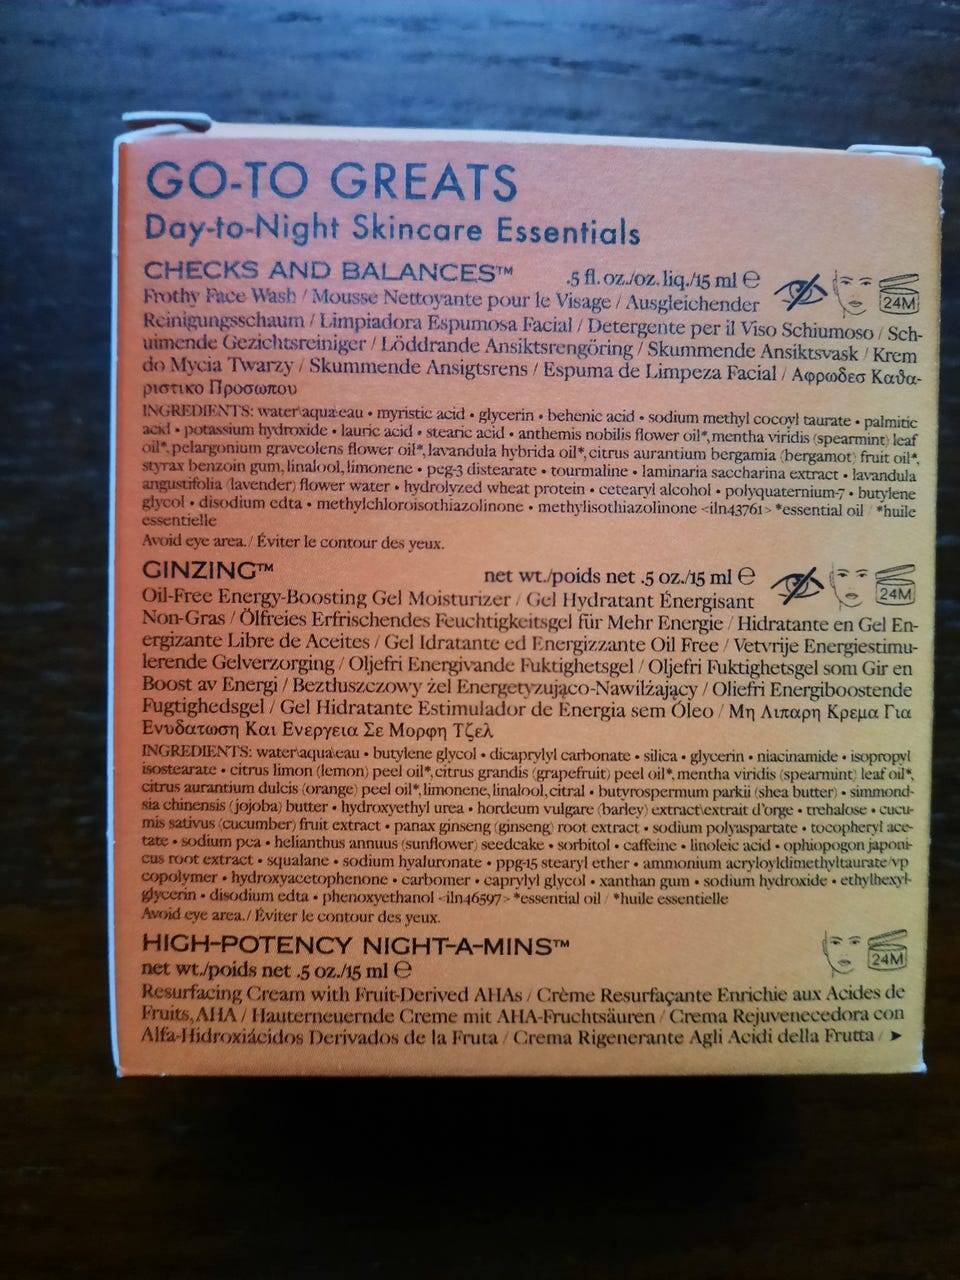 GO-TO GREATS
Day-to-Night Skincare Essentials
CHECKS AND BALANCES™ .5 fl. oz./oz. liq./15 ml ℮
24M
Frothy Face Wash / Mousse Nettoyante pour le Visage / Ausgleichender
Reinigungsschaum / Limpiadora Espumosa Facial / Detergente per il Viso Schiumoso / Sch-
uimende Gezichtsreiniger / Löddrande Ansiktsrengöring / Skummende Ansiktsvask / Krem
do Mycia Twarzy / Skummende Ansigtsrens / Espuma de Limpeza Facial / Αφρωδεσ Καθα-
ριστικο Προσωπου
INGREDIENTS: water\aqua\eau • myristic acid • glycerin • behenic acid • sodium methyl cocoyl taurate • palmitic
acid • potassium hydroxide • lauric acid • stearic acid • anthemis nobilis flower oil*, mentha viridis (spearmint) leaf
oil*, pelargonium graveolens flower oil*, lavandula hybrida oil*, citrus aurantium bergamia (bergamot) fruit oil*,
styrax benzoin gum, linalool, limonene • peg-3 distearate • tourmaline • laminaria saccharina extract • lavandula
angustifolia (lavender) flower water • hydrolyzed wheat protein • cetearyl alcohol • polyquaternium-7 • butylene
glycol • disodium edta • methylchloroisothiazolinone • methylisothiazolinone <iln43761> *essential oil / *huile
essentielle
Avoid eye area. / Éviter le contour des yeux.
GINZING™ net wt./poids net .5 oz./15 ml ℮
24M
Oil-Free Energy-Boosting Gel Moisturizer / Gel Hydratant Énergisant
Non-Gras / Ölfreies Erfrischendes Feuchtigkeitsgel für Mehr Energie / Hidratante en Gel En-
ergizante Libre de Aceites / Gel Idratante ed Energizzante Oil Free / Vetvrije Energiestimu-
lerende Gelverzorging / Oljefri Energivande Fuktighetsgel / Oljefri Fuktighetsgel som Gir en
Boost av Energi / Beztłuszczowy żel Energetyzująco-Nawilżający / Oliefri Energiboostende
Fugtighedsgel / Gel Hidratante Estimulador de Energia sem Óleo / Μη Λιπαρη Κρεμα Για
Ενυδατωση Και Ενεργεια Σε Μορφη Τζελ
INGREDIENTS: water\aqua\eau • butylene glycol • dicaprylyl carbonate • silica • glycerin • niacinamide • isopropyl
isostearate • citrus limon (lemon) peel oil*, citrus grandis (grapefruit) peel oil*, mentha viridis (spearmint) leaf oil*,
citrus aurantium dulcis (orange) peel oil*, limonene, linalool, citral • butyrospermum parkii (shea butter) • simmond-
sia chinensis (jojoba) butter • hydroxyethyl urea • hordeum vulgare (barley) extract\extrait d'orge • trehalose • cucu-
mis sativus (cucumber) fruit extract • panax ginseng (ginseng) root extract • sodium polyaspartate • tocopheryl ace-
tate • sodium pca • helianthus annuus (sunflower) seedcake • sorbitol • caffeine • linoleic acid • ophiopogon japoni-
cus root extract • squalane • sodium hyaluronate • ppg-15 stearyl ether • ammonium acryloyldimethyltaurate/vp
copolymer • hydroxyacetophenone • carbomer • caprylyl glycol • xanthan gum • sodium hydroxide • ethylhexyl-
glycerin • disodium edta • phenoxyethanol <iln46597> *essential oil / *huile essentielle
Avoid eye area. / Éviter le contour des yeux.
HIGH-POTENCY NIGHT-A-MINS™
24M
net wt./poids net .5 oz./15 ml ℮
Resurfacing Cream with Fruit-Derived AHAs / Crème Resurfaçante Enrichie aux Acides de
Fruits, AHA / Hauterneuernde Creme mit AHA-Fruchtsäuren / Crema Rejuvenecedora con
Alfa-Hidroxiácidos Derivados de la Fruta / Crema Rigenerante Agli Acidi della Frutta / ➤